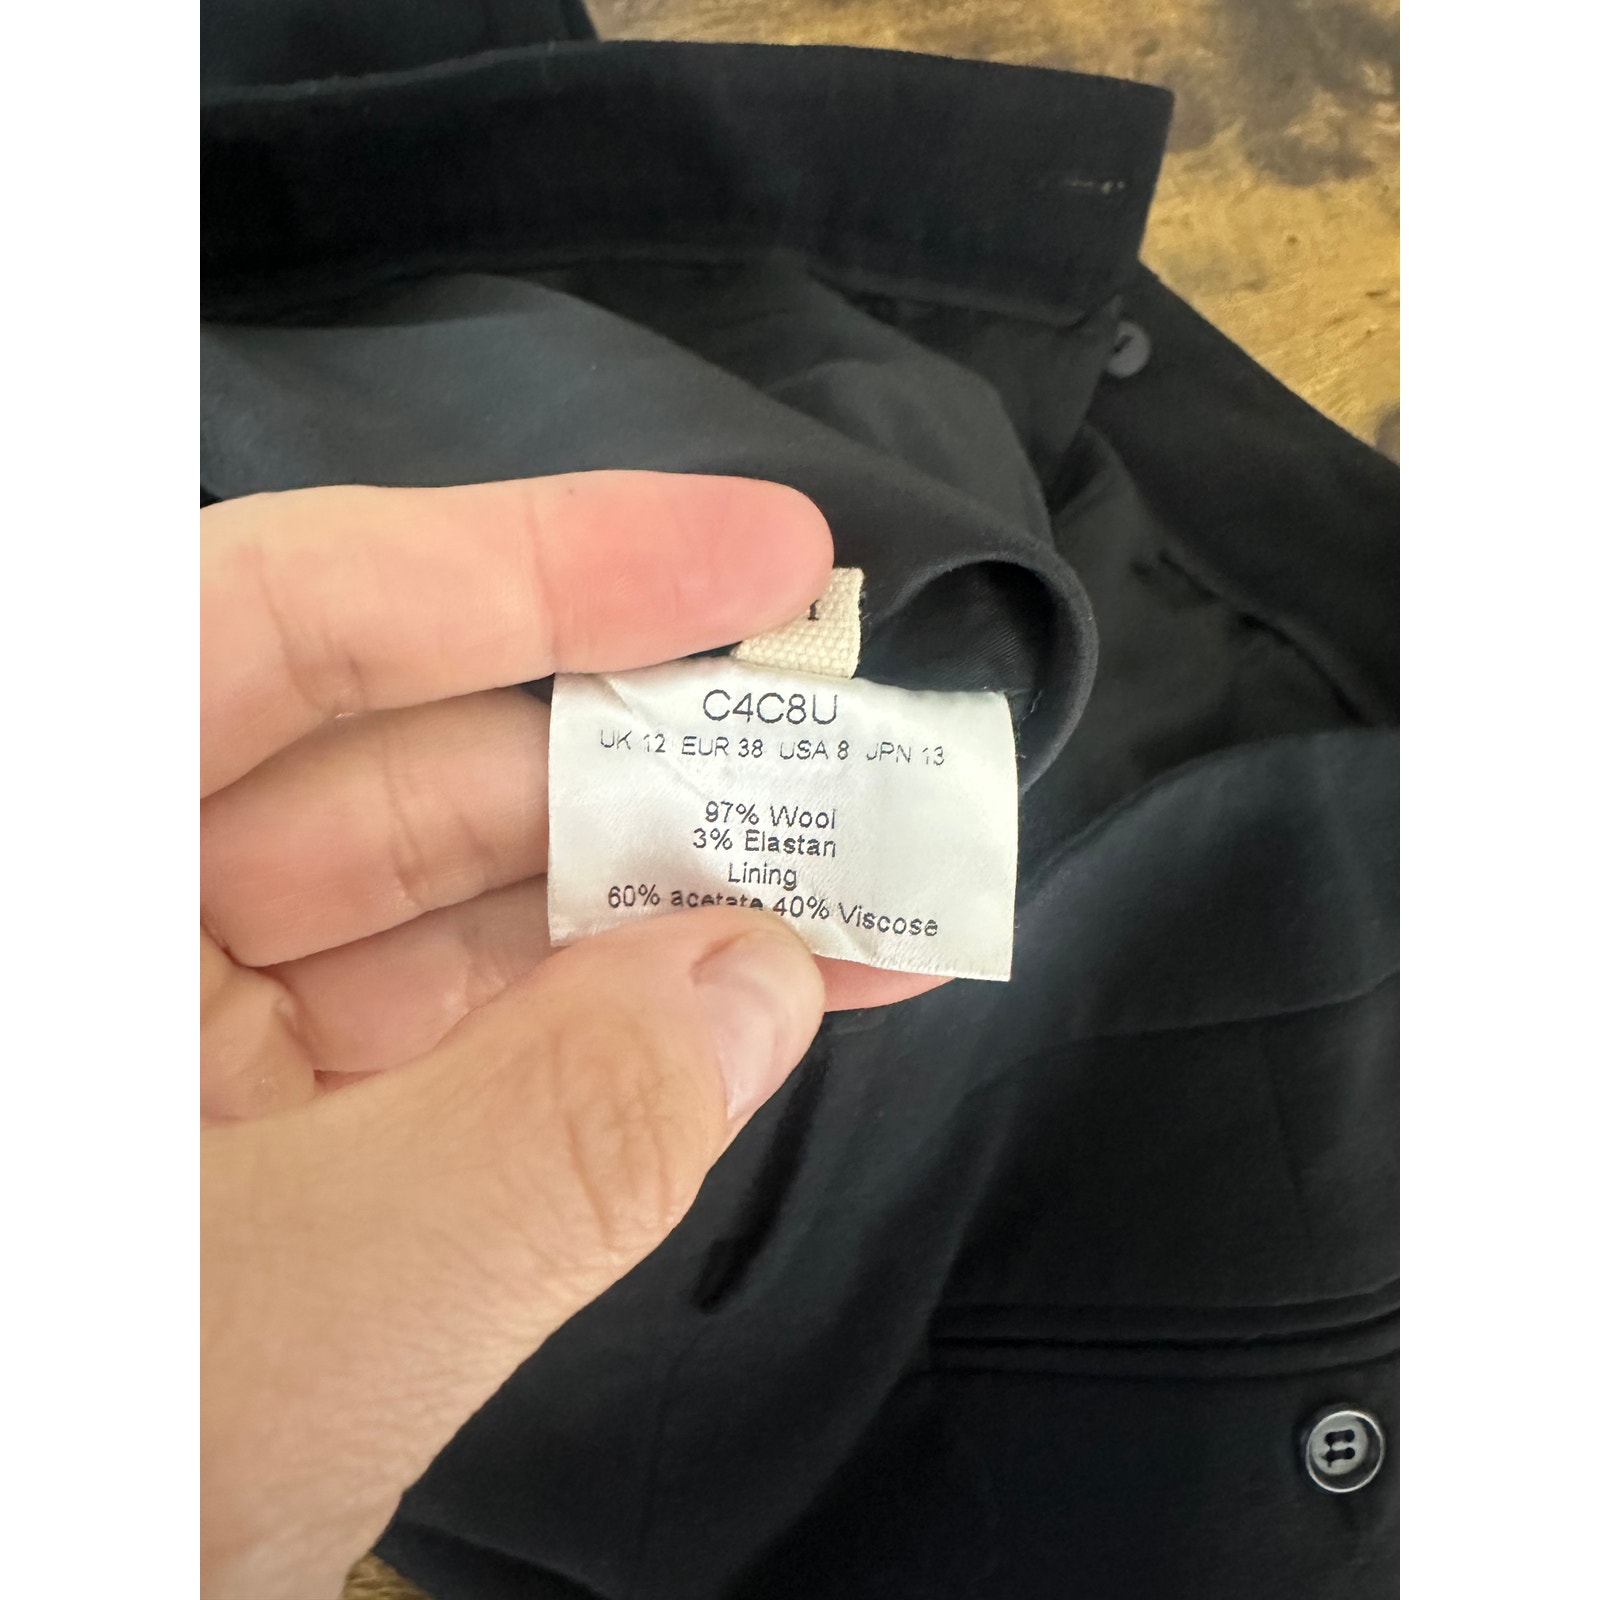 C4C8U
UK 12 EUR 38 USA 8 JPN 13
97% Wool
3% Elastan
Lining
60% acetate 40% Viscose